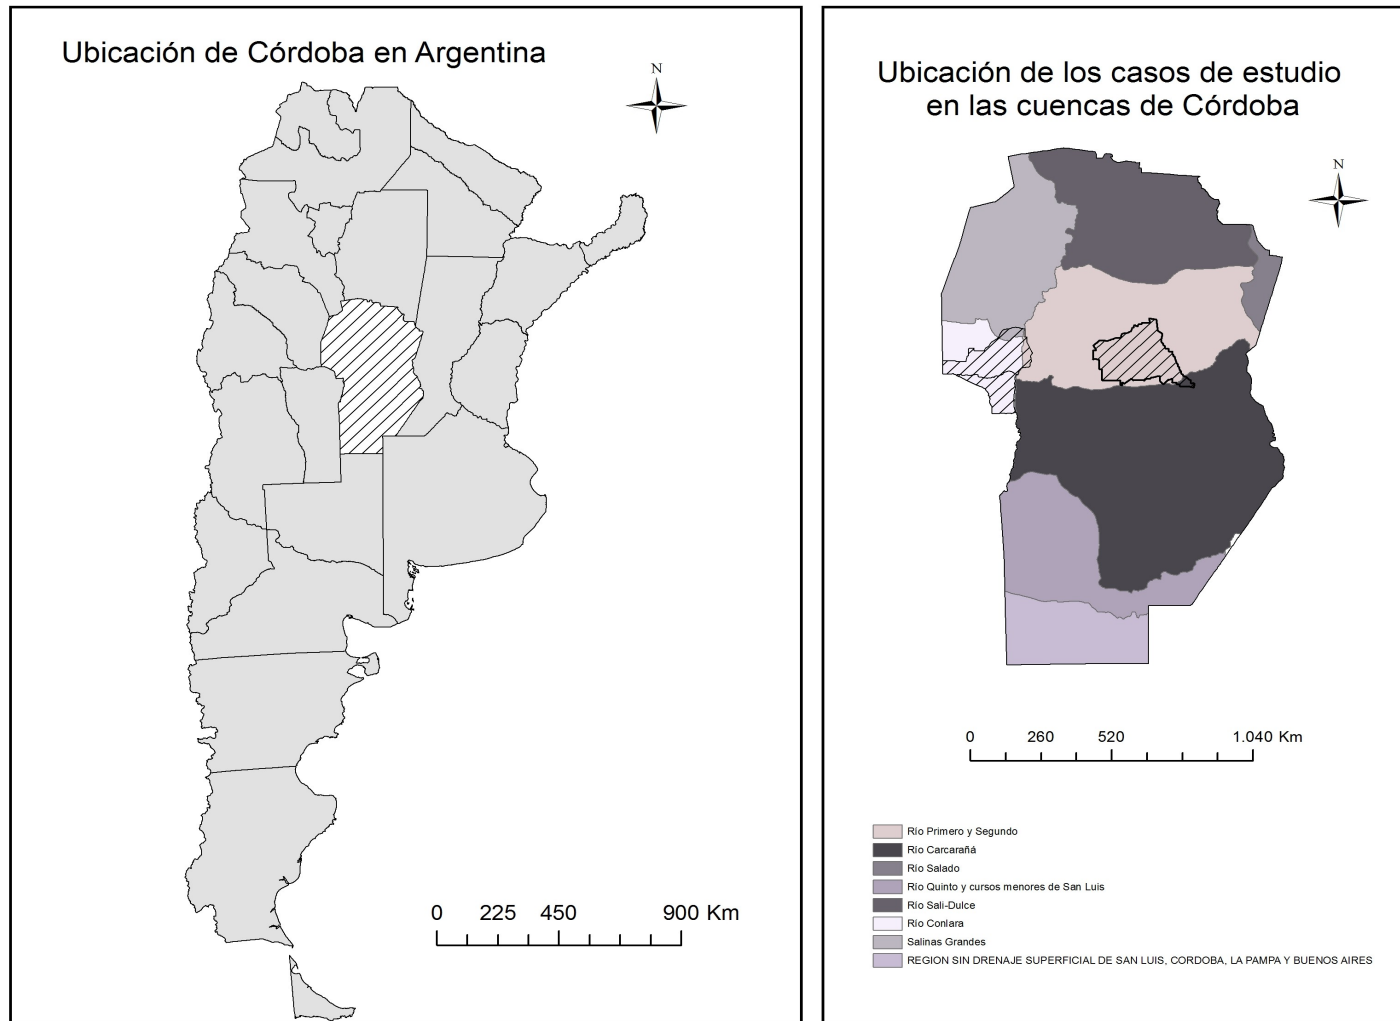 Ubicación de Córdoba en Argentina
N
0 225 450 900 Km
Ubicación de los casos de estudio
en las cuencas de Córdoba
N
0 260 520 1.040 Km
Río Primero y Segundo
Río Carcarañá
Río Salado
Río Quinto y cursos menores de San Luis
Río Sali-Dulce
Río Conlara
Salinas Grandes
REGION SIN DRENAJE SUPERFICIAL DE SAN LUIS, CORDOBA, LA PAMPA Y BUENOS AIRES